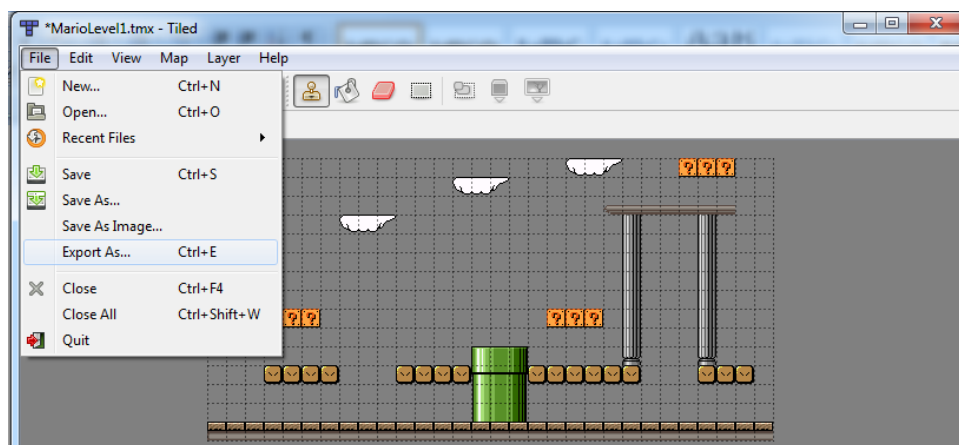 *MarioLevel1.tmx - Tiled
File Edit View Map Layer Help
New... Ctrl+N
Open... Ctrl+O
Recent Files
Save Ctrl+S
Save As...
Save As Image...
Export As... Ctrl+E
Close Ctrl+F4
Close All Ctrl+Shift+W
Quit
? ? ?
? ? ? ? ?